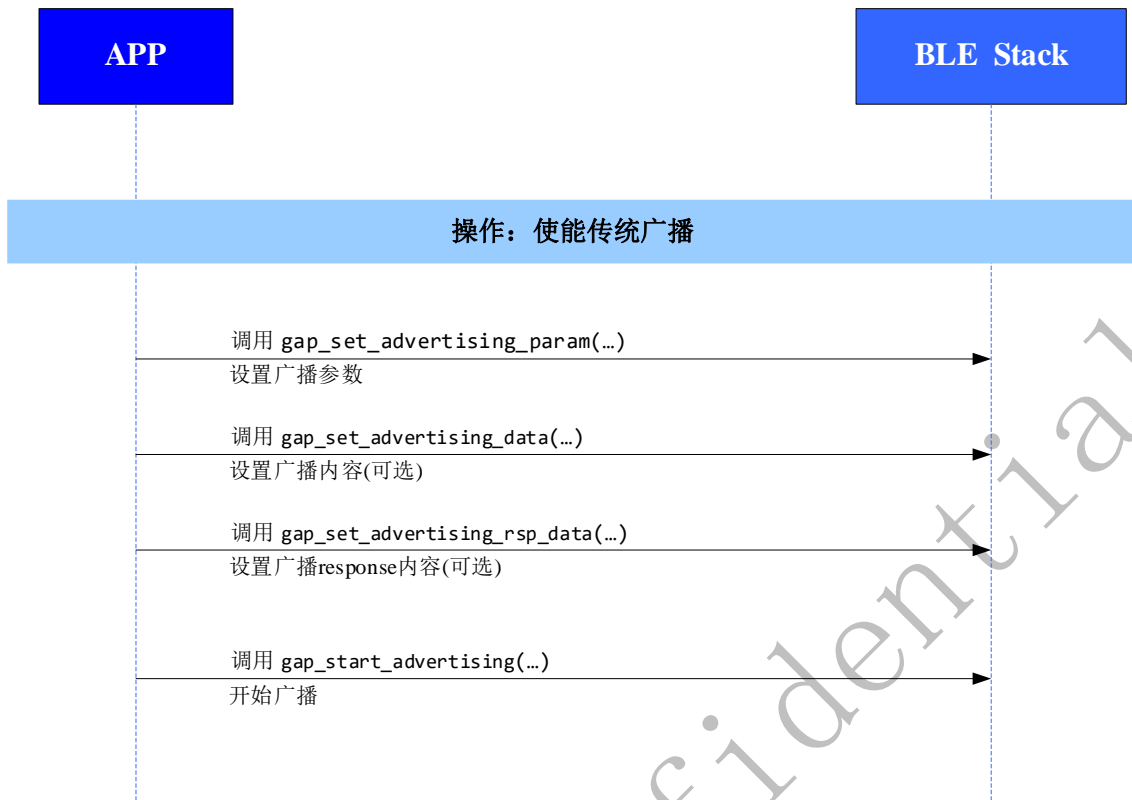 APP
BLE Stack
操作：使能传统广播
调用 gap_set_advertising_param(…)
设置广播参数
调用 gap_set_advertising_data(…)
设置广播内容(可选)
调用 gap_set_advertising_rsp_data(…)
设置广播response内容(可选)
调用 gap_start_advertising(…)
开始广播
fidential